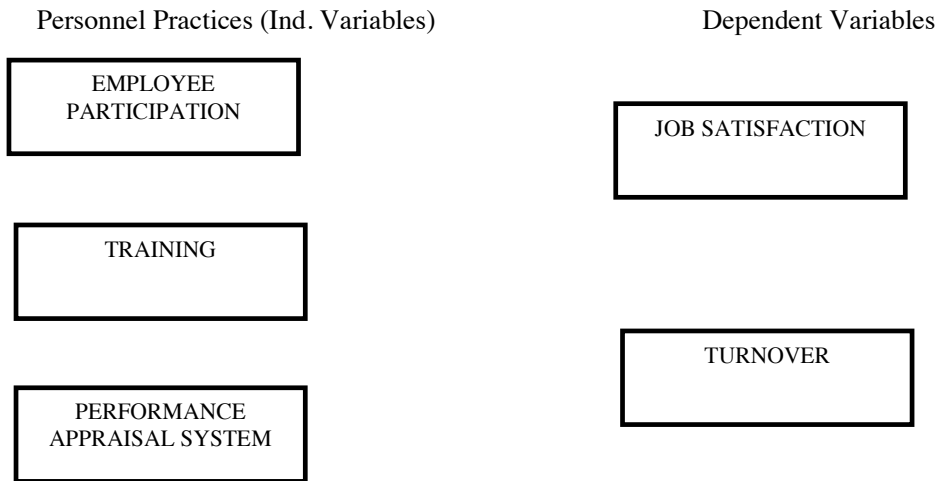 Personnel Practices (Ind. Variables)
Dependent Variables
EMPLOYEE
PARTICIPATION
JOB SATISFACTION
TRAINING
TURNOVER
PERFORMANCE
APPRAISAL SYSTEM